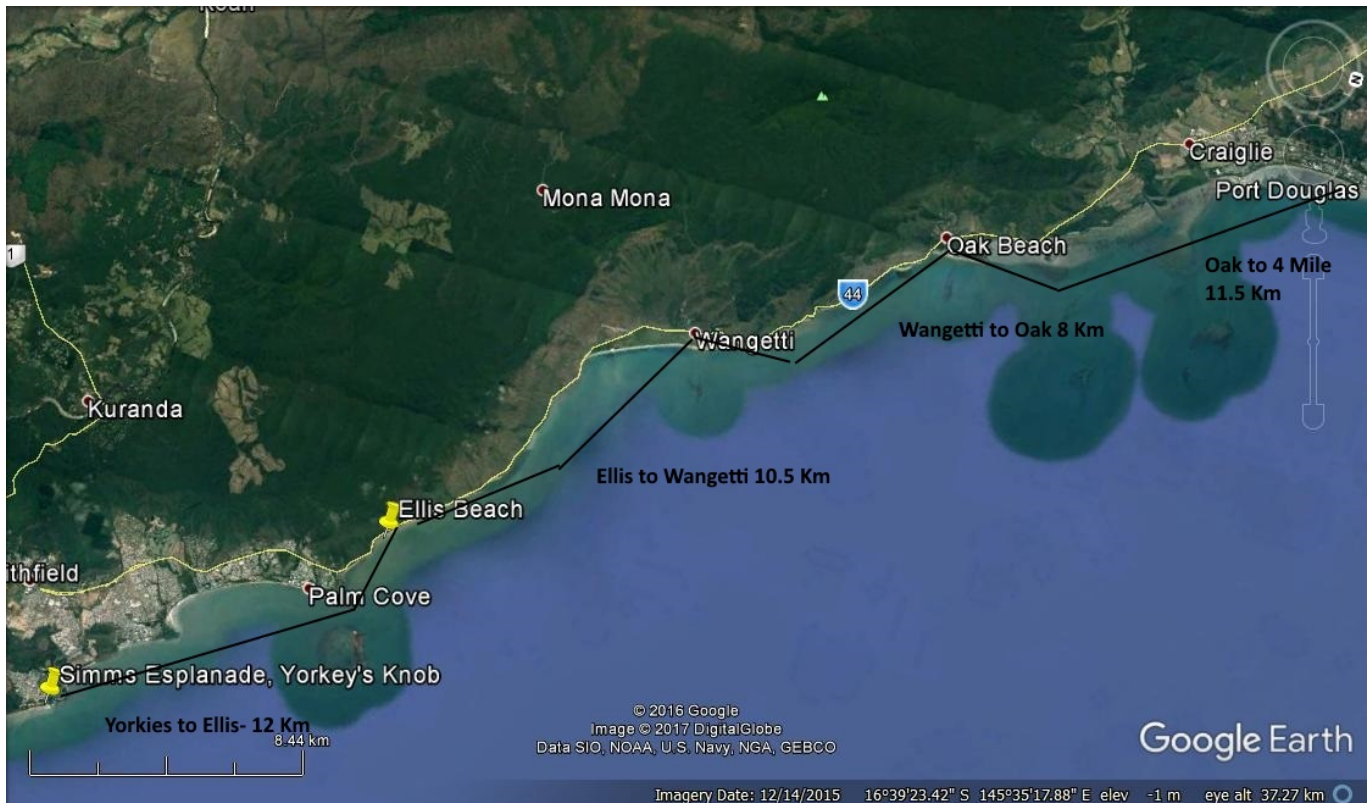 Mona Mona
Craiglie
Port Douglas
1
Oak Beach
Oak to 4 Mile
11.5 Km
44
Wangetti to Oak 8 Km
Wangetti
Kuranda
Ellis to Wangetti 10.5 Km
Ellis Beach
ithfield
Palm Cove
Simms Esplanade, Yorkey's Knob
Yorkies to Ellis- 12 Km
8.44 km
© 2016 Google
Image © 2017 DigitalGlobe
Data SIO, NOAA, U.S. Navy, NGA, GEBCO
Google Earth
Imagery Date: 12/14/2015 16°39'23.42" S 145°35'17.88" E elev -1 m eye alt 37.27 km